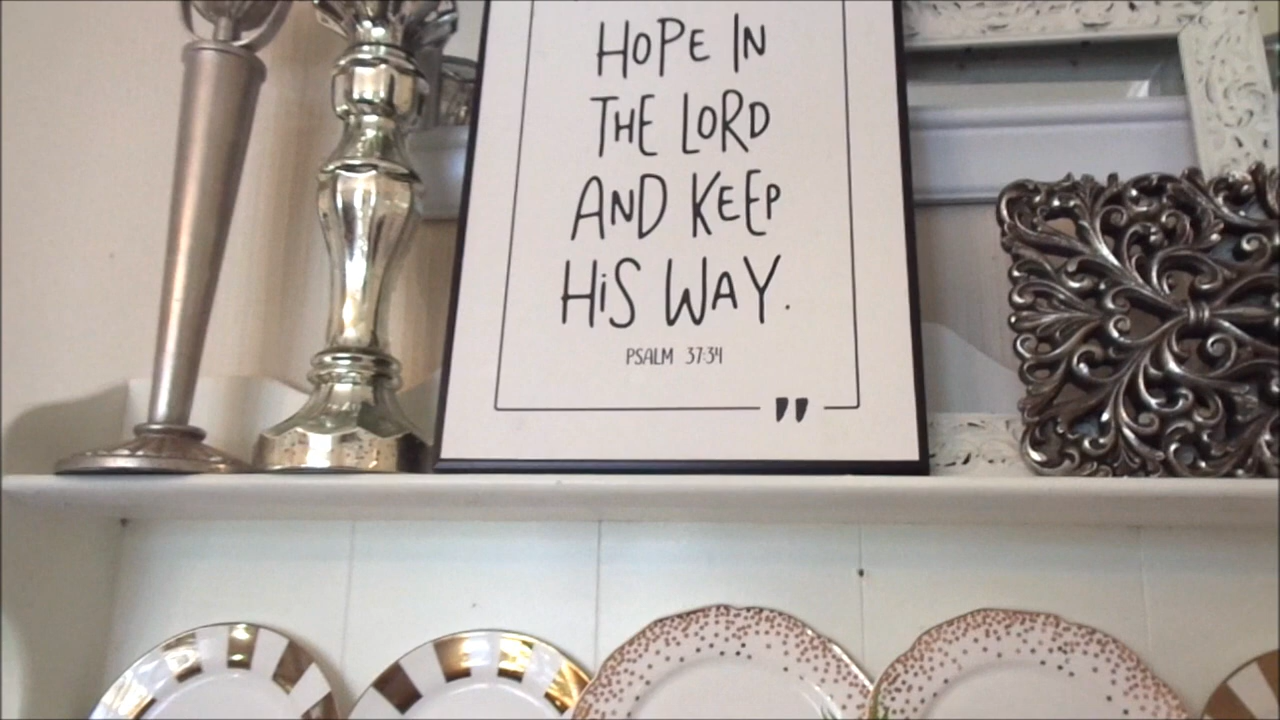 HOPE IN
THE LORD
AND KEEP
HiS WAY.
PSALM 37:34
"